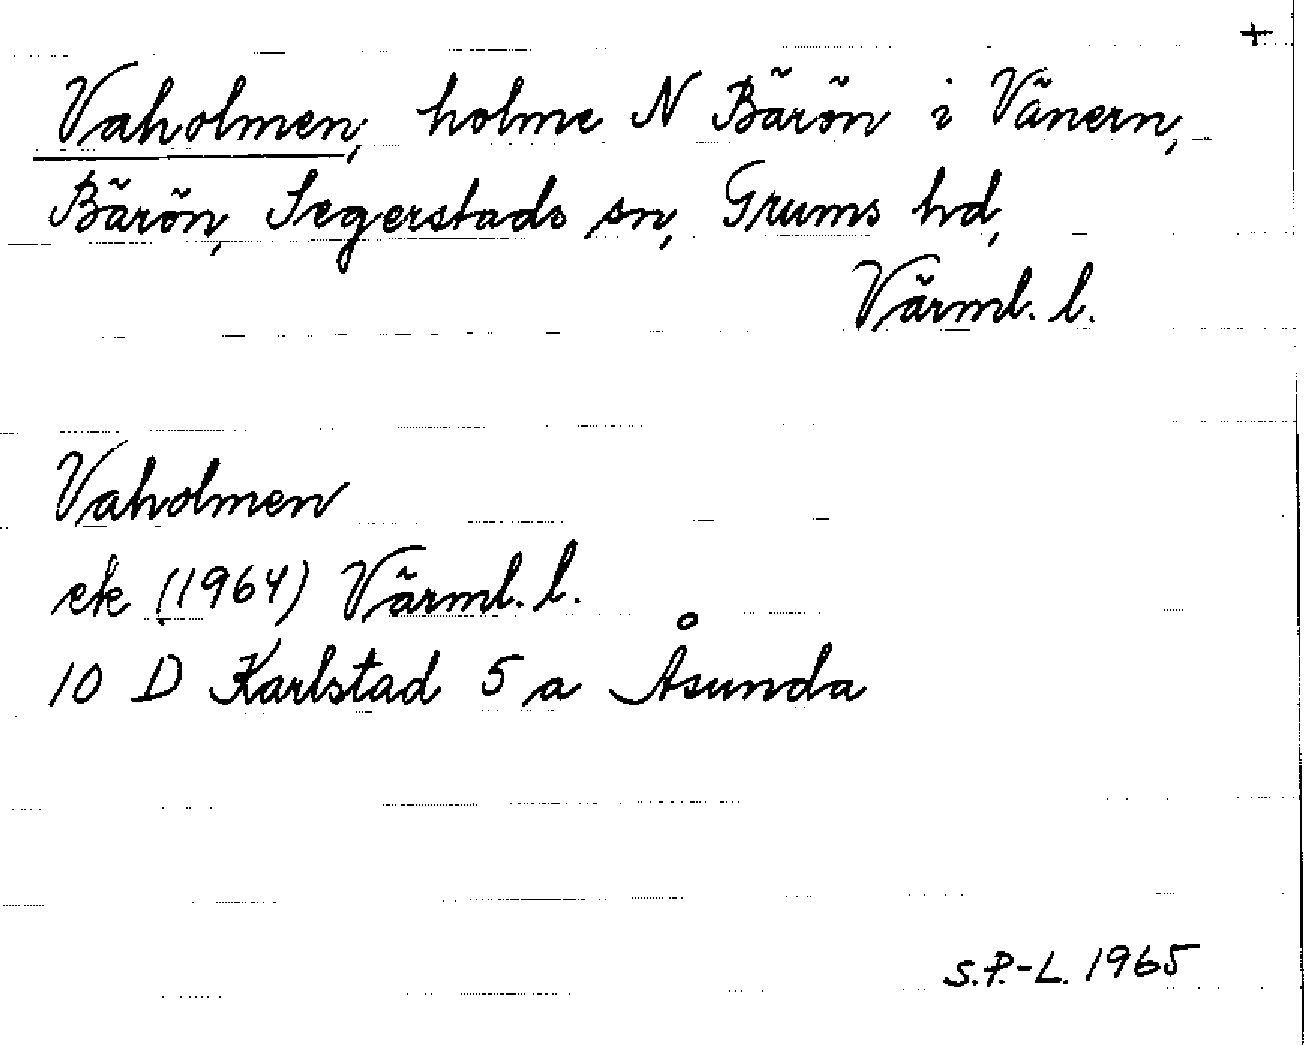 +
Vaholmen, holme N Bärön i Vänern,
Bärön, Segerstads sn, Grums hd,
Värml. l.
Vaholmen
ek (1964) Värml. l.
10 D Karlstad 5 a Åsunda
S.P.-L. 1965